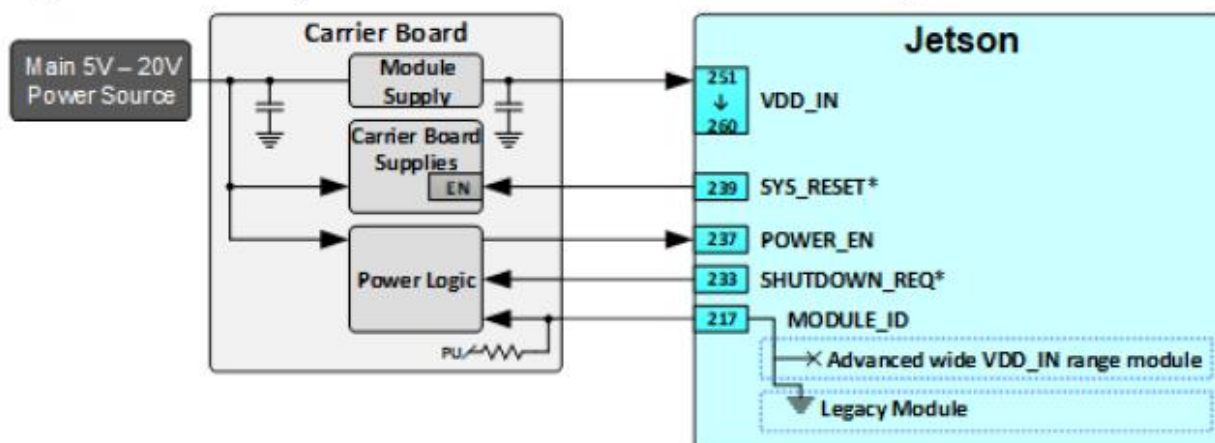 Carrier Board
Jetson
Main 5V – 20V
Power Source
Module
Supply
251
↓
260
VDD_IN
Carrier Board
Supplies
EN
239
SYS_RESET*
237
POWER_EN
Power Logic
233
SHUTDOWN_REQ*
217
MODULE_ID
PU
Advanced wide VDD_IN range module
Legacy Module